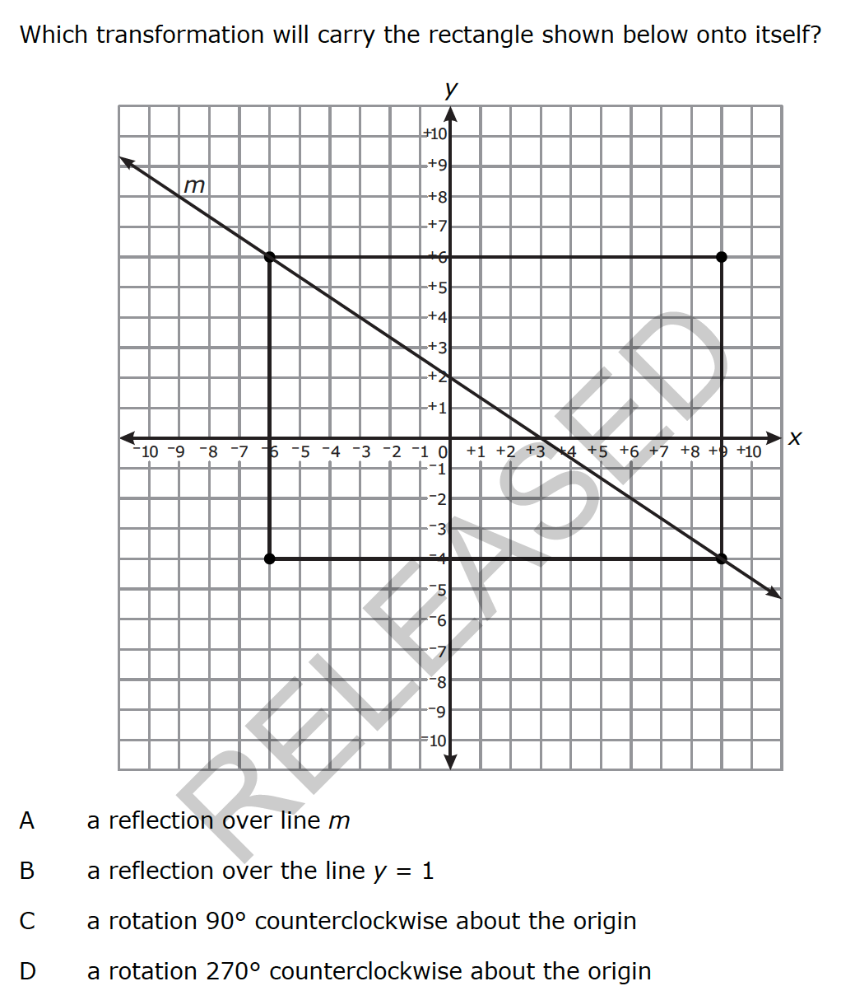 Which transformation will carry the rectangle shown below onto itself?
y
+10
+9
m
+8
+7
+6
+5
+4
+3
+2
+1
x
−10 −9 −8 −7 −6 −5 −4 −3 −2 −1 0 +1 +2 +3 +4 +5 +6 +7 +8 +9 +10
−1
−2
−3
−4
−5
−6
−7
−8
−9
−10
RELEASED
A a reflection over line m
B a reflection over the line y = 1
C a rotation 90° counterclockwise about the origin
D a rotation 270° counterclockwise about the origin